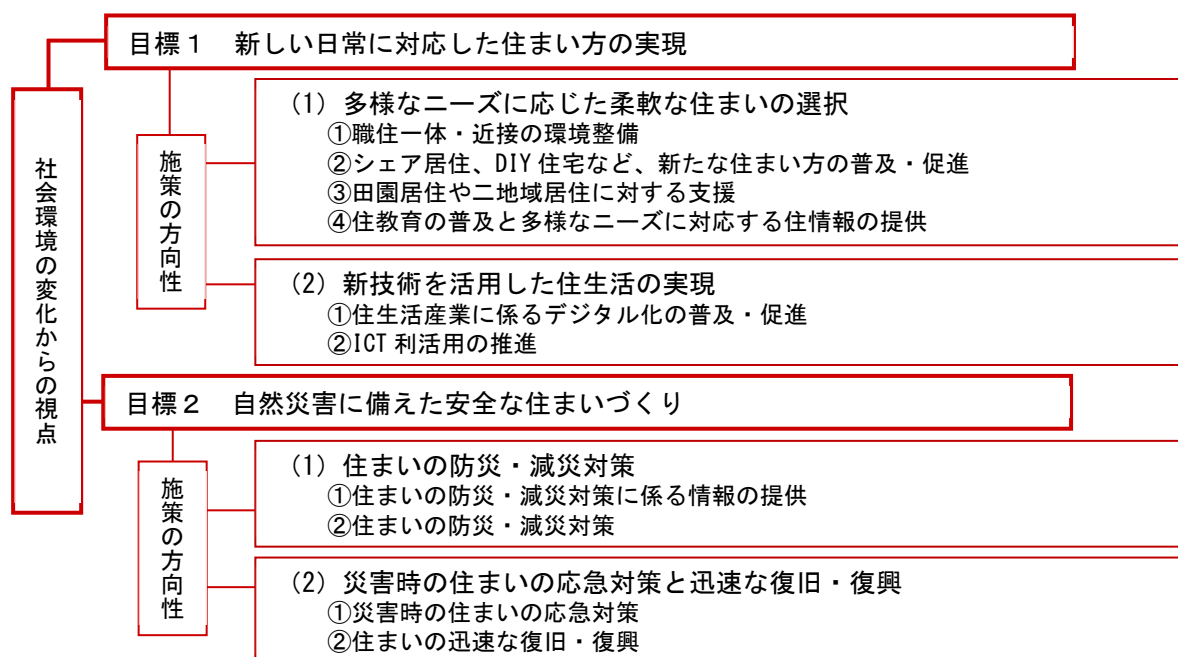 社会環境の変化からの視点
目標１　新しい日常に対応した住まい方の実現
施策の方向性
(1) 多様なニーズに応じた柔軟な住まいの選択
①職住一体・近接の環境整備
②シェア居住、DIY 住宅など、新たな住まい方の普及・促進
③田園居住や二地域居住に対する支援
④住教育の普及と多様なニーズに対応する住情報の提供
(2) 新技術を活用した住生活の実現
①住生活産業に係るデジタル化の普及・促進
②ICT 利活用の推進
目標２　自然災害に備えた安全な住まいづくり
施策の方向性
(1) 住まいの防災・減災対策
①住まいの防災・減災対策に係る情報の提供
②住まいの防災・減災対策
(2) 災害時の住まいの応急対策と迅速な復旧・復興
①災害時の住まいの応急対策
②住まいの迅速な復旧・復興